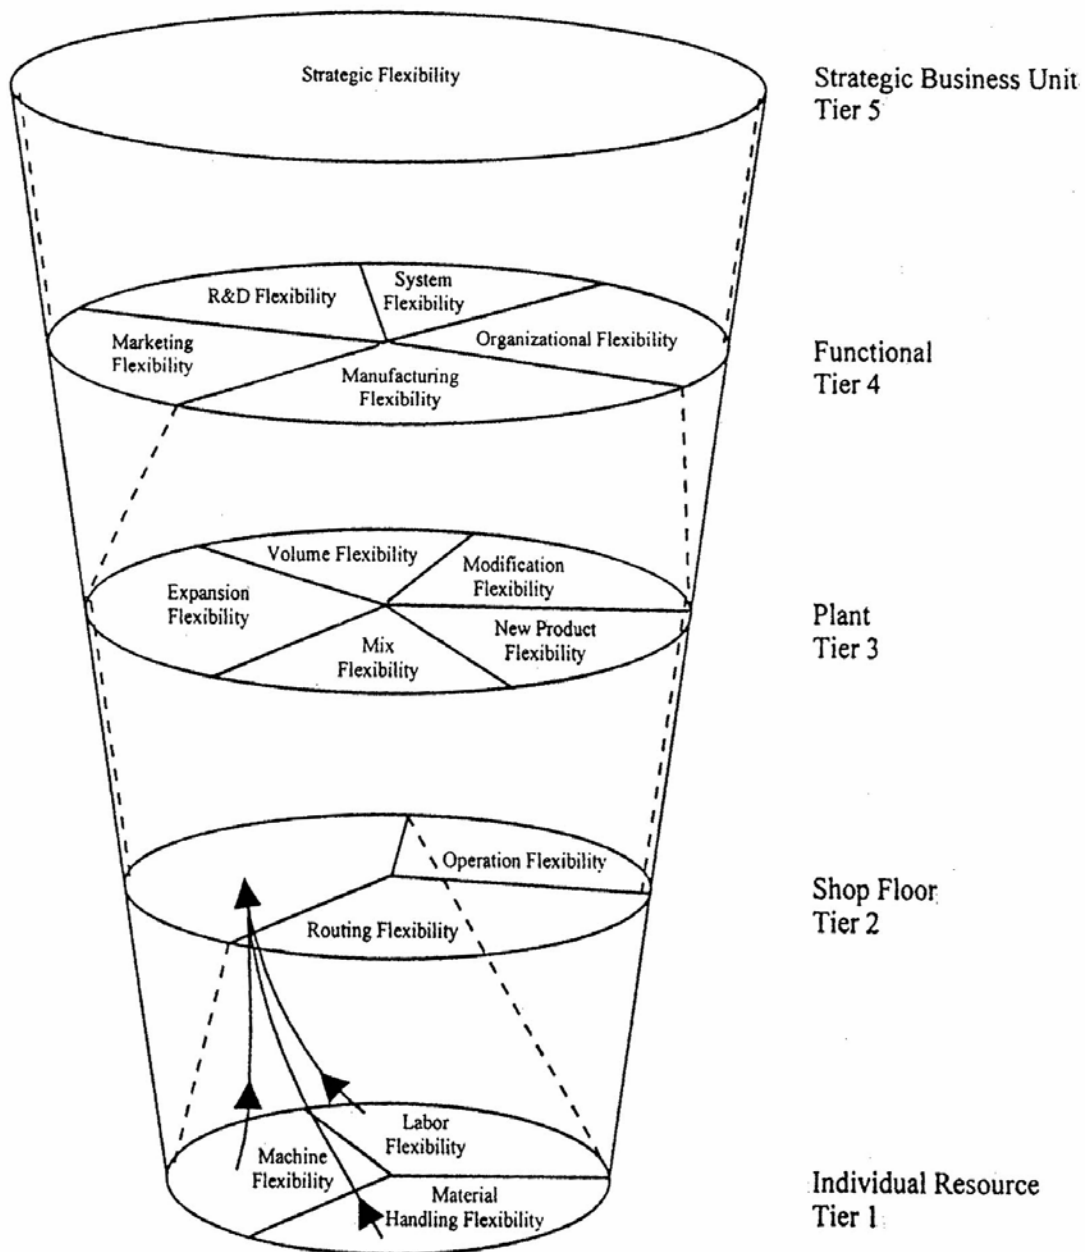 Strategic Flexibility
Strategic Business Unit
Tier 5
R&D Flexibility
System
Flexibility
Marketing
Flexibility
Organizational Flexibility
Manufacturing
Flexibility
Functional
Tier 4
Volume Flexibility
Modification
Flexibility
Expansion
Flexibility
Mix
Flexibility
New Product
Flexibility
Plant
Tier 3
Operation Flexibility
Routing Flexibility
Shop Floor
Tier 2
Labor
Flexibility
Machine
Flexibility
Material
Handling Flexibility
Individual Resource
Tier 1